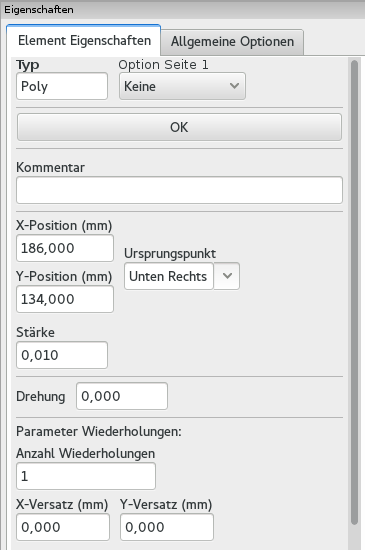 Eigenschaften
Element Eigenschaften Allgemeine Optionen
Typ Option Seite 1
Poly Keine
OK
Kommentar
X-Position (mm)
186,000
Ursprungspunkt
Y-Position (mm)
Unten Rechts
134,000
Stärke
0,010
Drehung 0,000
Parameter Wiederholungen:
Anzahl Wiederholungen
1
X-Versatz (mm) Y-Versatz (mm)
0,000 0,000